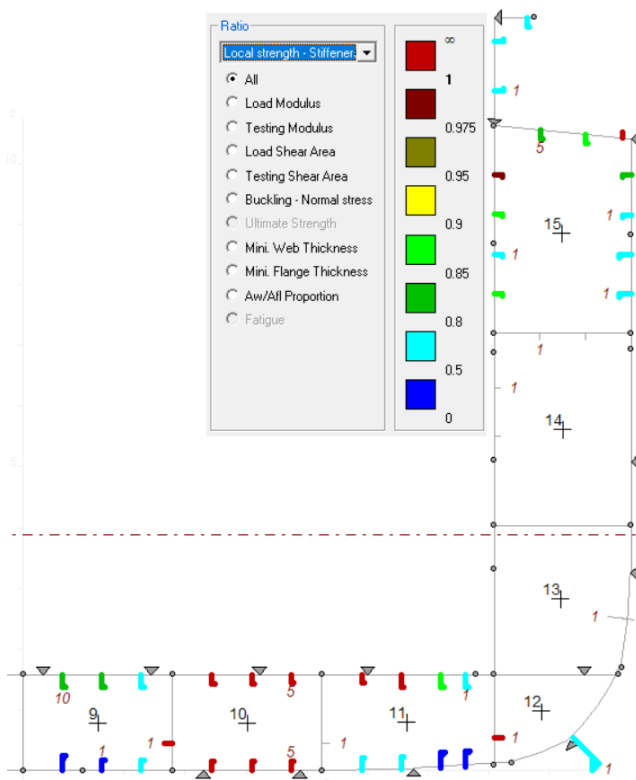 Ratio
Local strength - Stiffener:
All
Load Modulus
Testing Modulus
Load Shear Area
Testing Shear Area
Buckling - Normal stress
Ultimate Strength
Mini. Web Thickness
Mini. Flange Thickness
Aw/Afl Proportion
Fatigue
∞
1
0.975
0.95
0.9
0.85
0.8
0.5
0
z
10
5
1
5
15
1
1
1
1
1
14
13
1
10
5
1
9
10
11
12
1
1
1
1
5
1